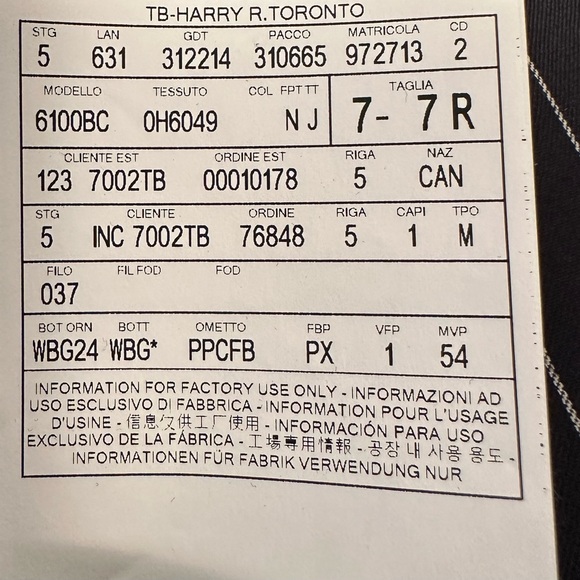 TB-HARRY R.TORONTO
STG LAN GDT PACCO MATRICOLA CD
5 631 312214 310665 972713 2
MODELLO TESSUTO COL FPTTT TAGLIA
6100BC 0H6049 N J 7- 7 R
CLIENTE EST ORDINE EST RIGA NAZ
123 7002TB 00010178 5 CAN
STG CLIENTE ORDINE RIGA CAPI TPO
5 INC 7002TB 76848 5 1 M
FILO FIL FOD FOD
037
BOT ORN BOTT OMETTO FBP VFP MVP
WBG24 WBG* PPCFB PX 1 54
INFORMATION FOR FACTORY USE ONLY - INFORMAZIONI AD
USO ESCLUSIVO DI FABBRICA - INFORMATION POUR L'USAGE
D'USINE - 信息仅供工厂使用 - INFORMACIÓN PARA USO
EXCLUSIVO DE LA FÁBRICA - 工場専用情報 - 공장 내 사용 용도 -
INFORMATIONEN FÜR FABRIK VERWENDUNG NUR